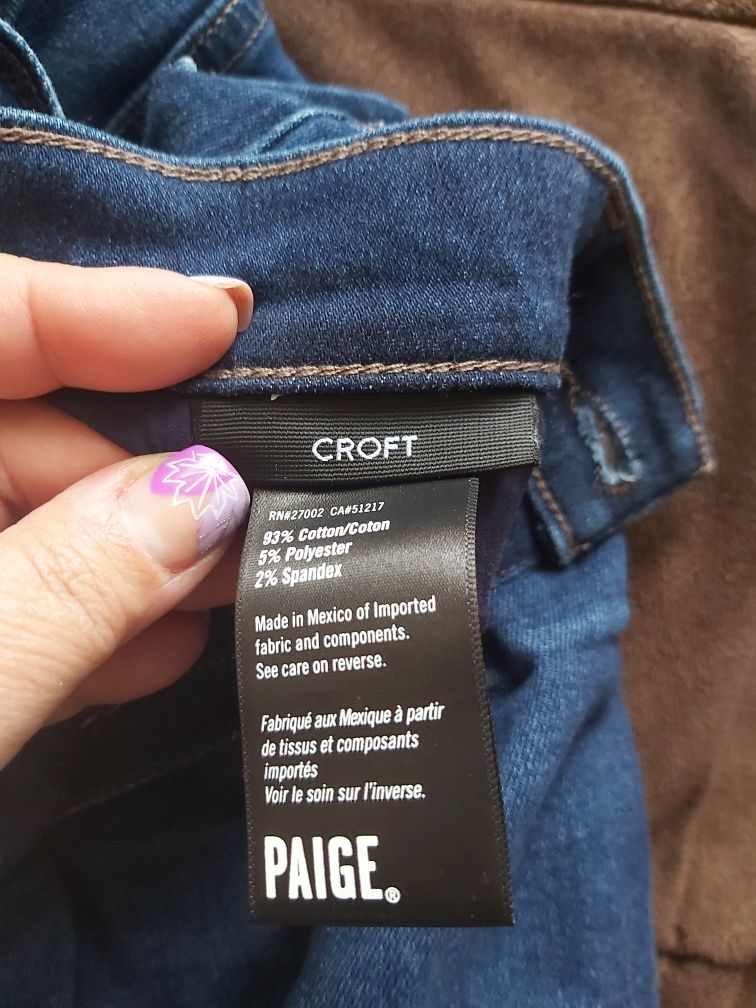 CROFT
RN#27002 CA#51217
93% Cotton/Coton
5% Polyester
2% Spandex
Made in Mexico of Imported
fabric and components.
See care on reverse.
Fabriqué aux Mexique à partir
de tissus et composants
importés
Voir le soin sur l'inverse.
PAIGE®